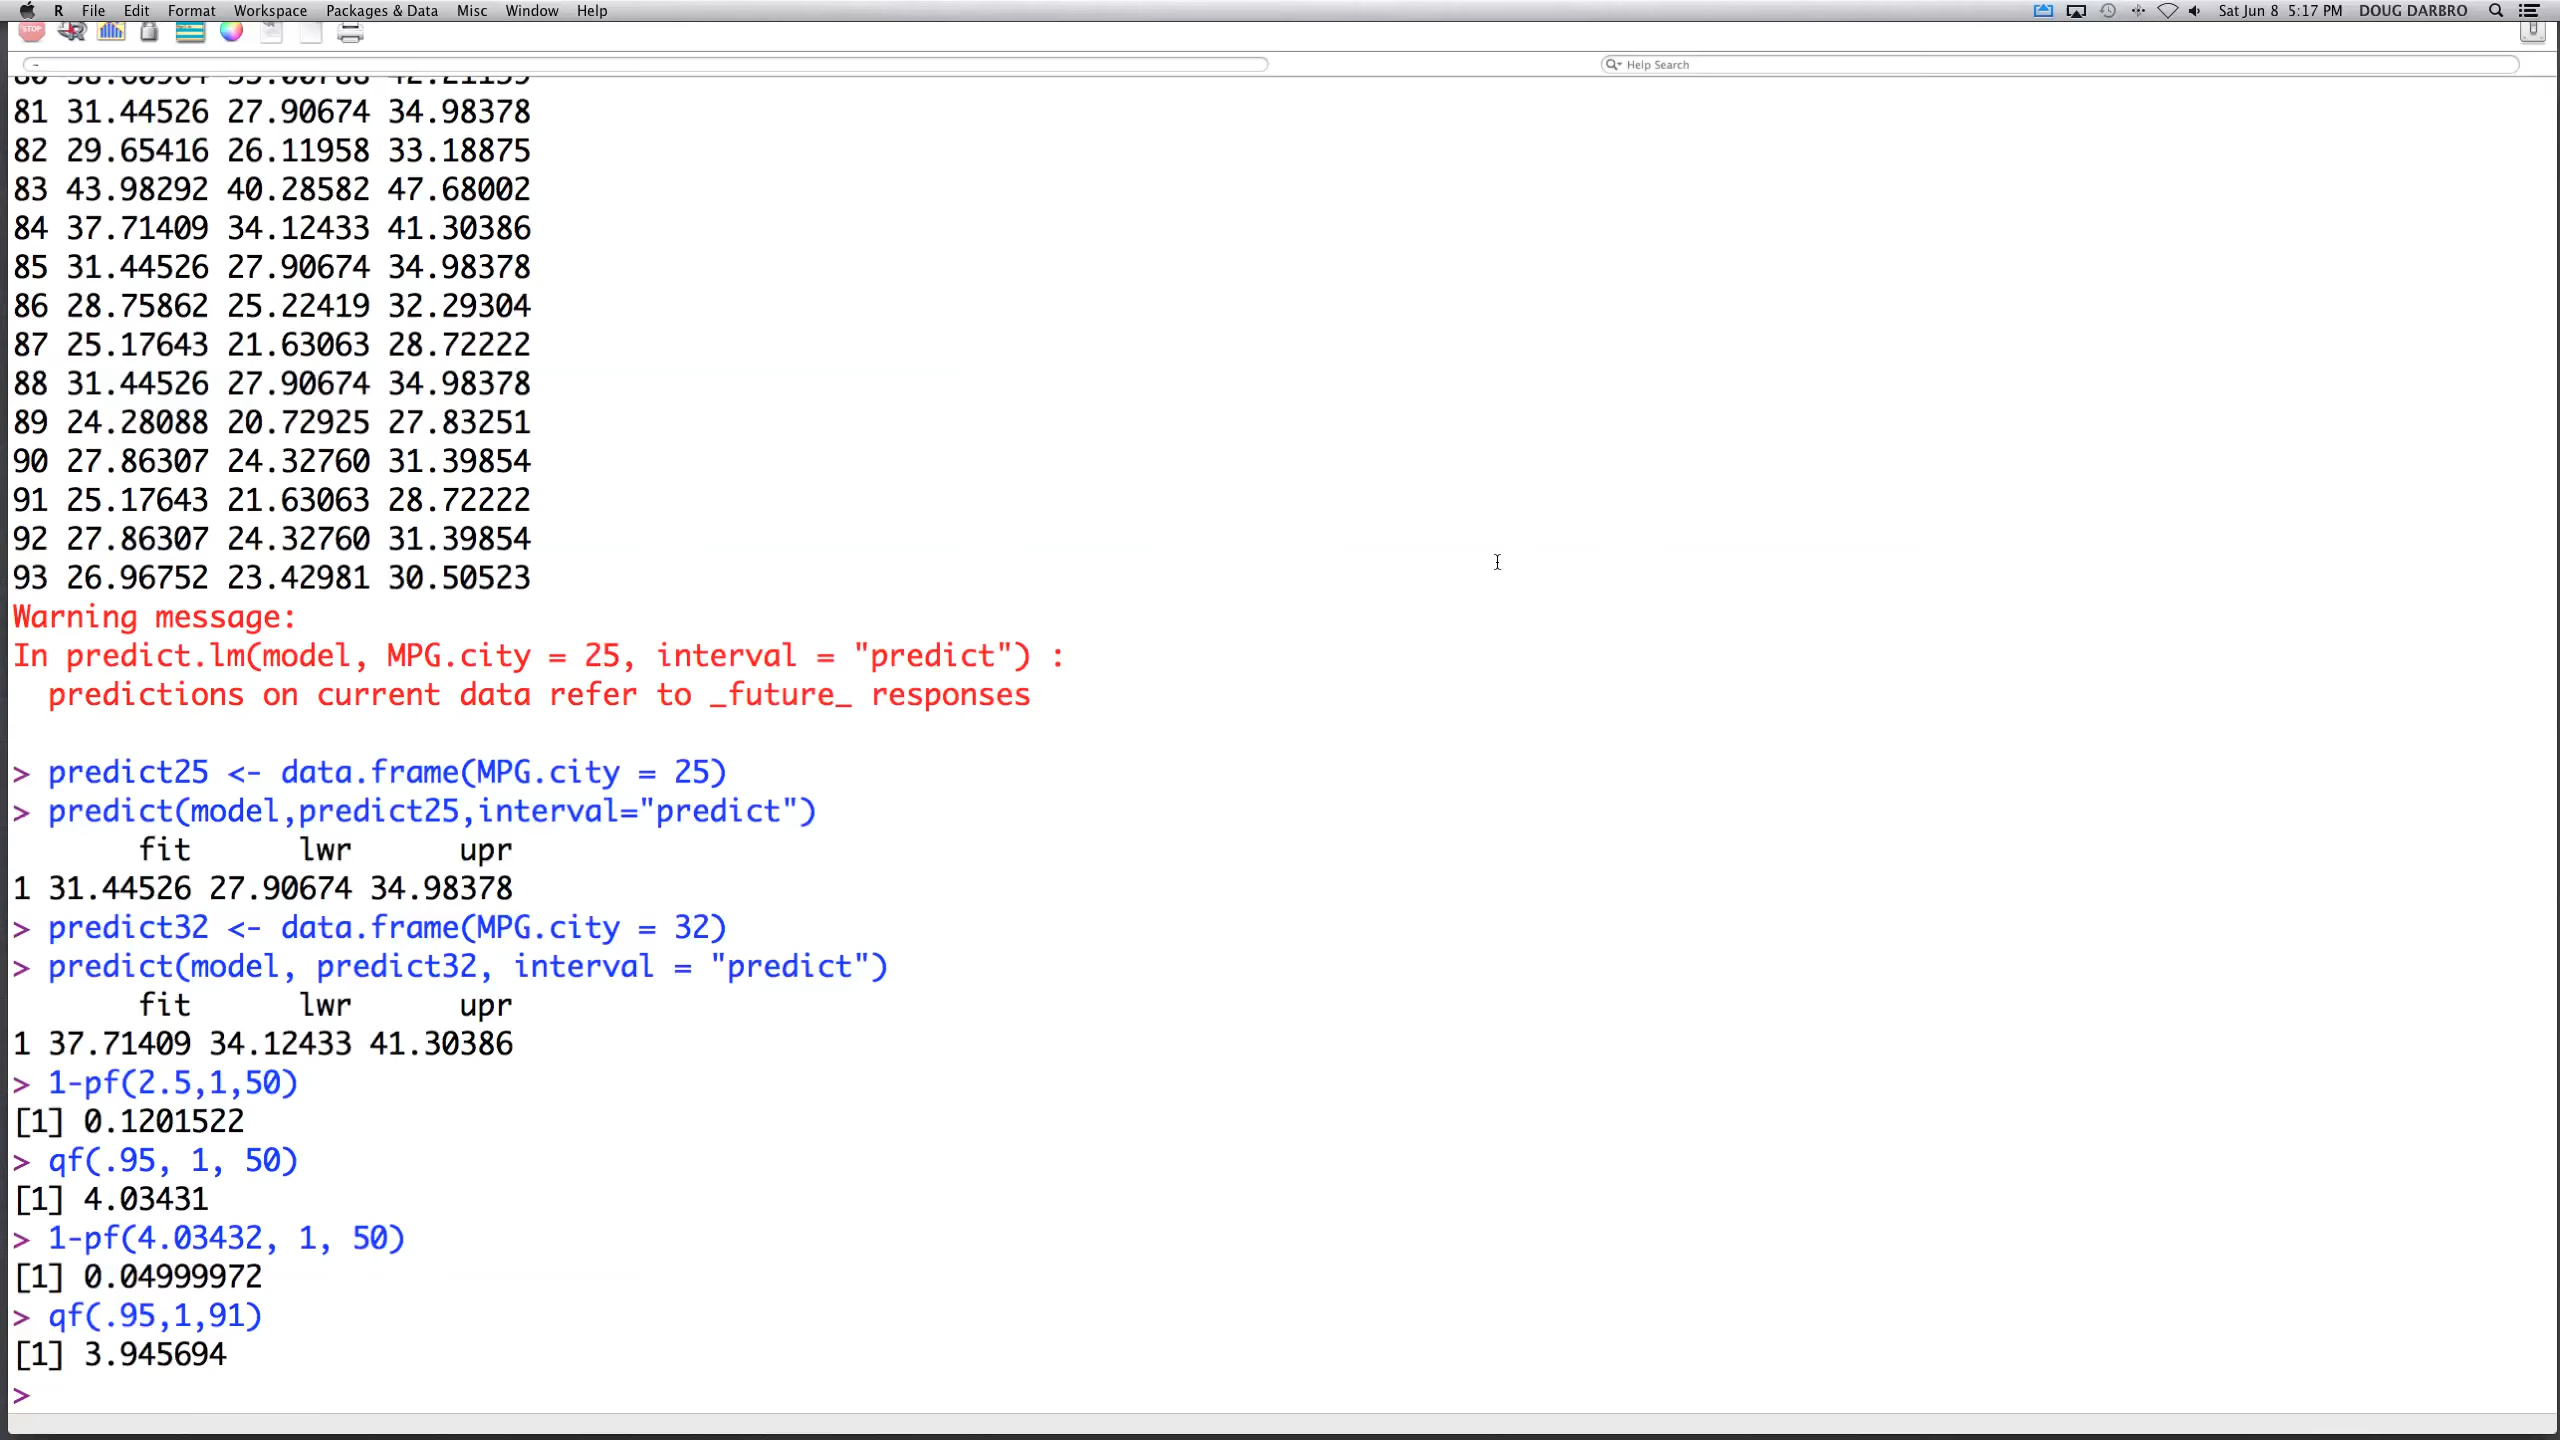 R File Edit Format Workspace Packages & Data Misc Window Help Sat Jun 8 5:17 PM DOUG DARBRO
STOP
Help Search
81 31.44526 27.90674 34.98378
82 29.65416 26.11958 33.18875
83 43.98292 40.28582 47.68002
84 37.71409 34.12433 41.30386
85 31.44526 27.90674 34.98378
86 28.75862 25.22419 32.29304
87 25.17643 21.63063 28.72222
88 31.44526 27.90674 34.98378
89 24.28088 20.72925 27.83251
90 27.86307 24.32760 31.39854
91 25.17643 21.63063 28.72222
92 27.86307 24.32760 31.39854
93 26.96752 23.42981 30.50523
Warning message:
In predict.lm(model, MPG.city = 25, interval = "predict") :
predictions on current data refer to _future_ responses
> predict25 <- data.frame(MPG.city = 25)
> predict(model,predict25,interval="predict")
fit lwr upr
1 31.44526 27.90674 34.98378
> predict32 <- data.frame(MPG.city = 32)
> predict(model, predict32, interval = "predict")
fit lwr upr
1 37.71409 34.12433 41.30386
> 1-pf(2.5,1,50)
[1] 0.1201522
> qf(.95, 1, 50)
[1] 4.03431
> 1-pf(4.03432, 1, 50)
[1] 0.04999972
> qf(.95,1,91)
[1] 3.945694
>